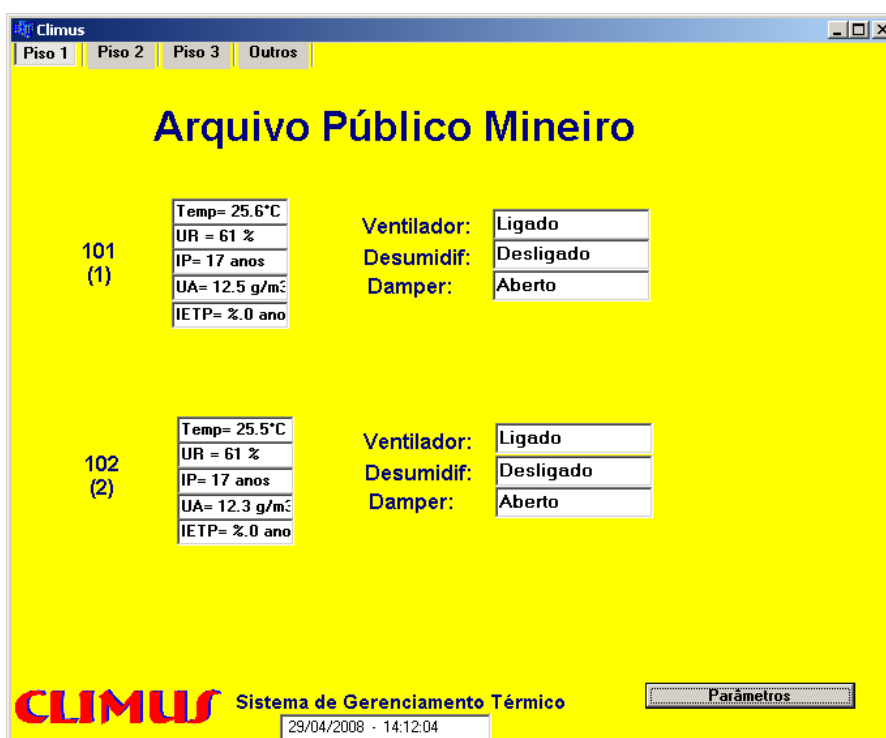 Climus
Piso 1 Piso 2 Piso 3 Outros
Arquivo Público Mineiro
101
(1)
Temp= 25.6°C
UR = 61 %
IP= 17 anos
UA= 12.5 g/m3
IETP= %.0 ano
Ventilador: Ligado
Desumidif: Desligado
Damper: Aberto
102
(2)
Temp= 25.5°C
UR = 61 %
IP= 17 anos
UA= 12.3 g/m3
IETP= %.0 ano
Ventilador: Ligado
Desumidif: Desligado
Damper: Aberto
CLIMUS
Sistema de Gerenciamento Térmico
29/04/2008 - 14:12:04
Parâmetros